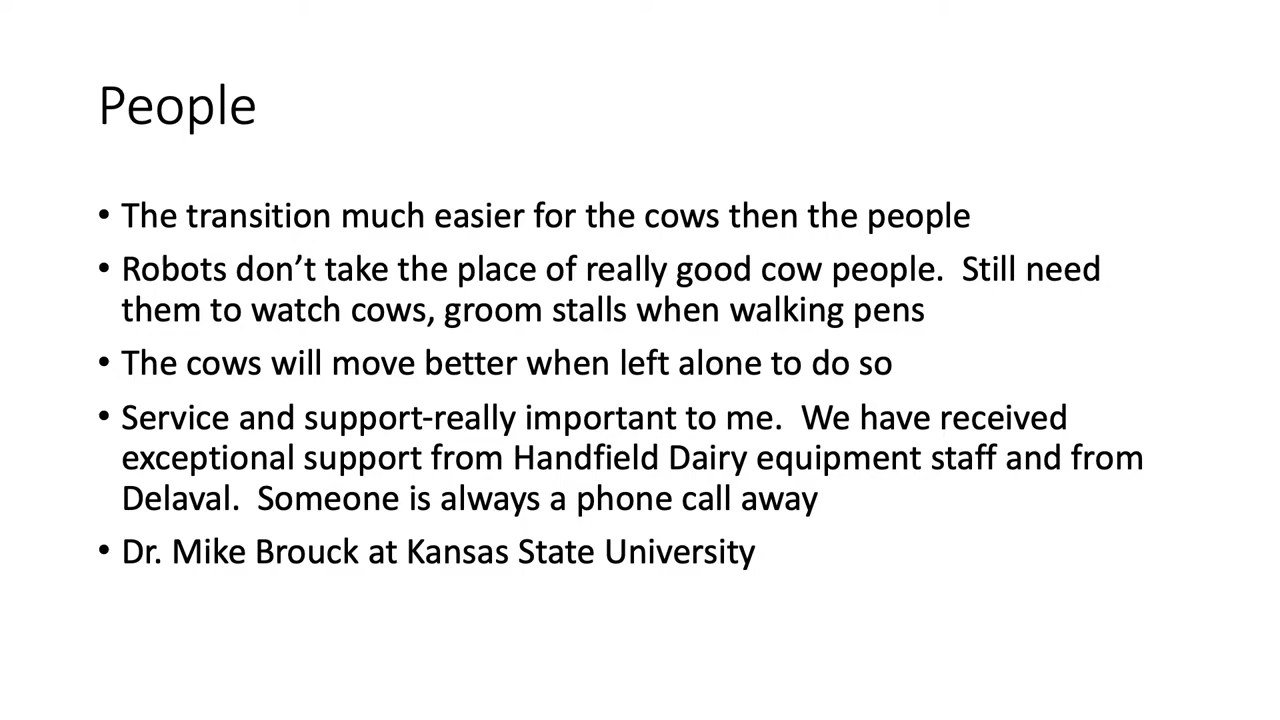 People
• The transition much easier for the cows then the people
• Robots don’t take the place of really good cow people.  Still need
them to watch cows, groom stalls when walking pens
• The cows will move better when left alone to do so
• Service and support-really important to me.  We have received
exceptional support from Handfield Dairy equipment staff and from
Delaval.  Someone is always a phone call away
• Dr. Mike Brouck at Kansas State University